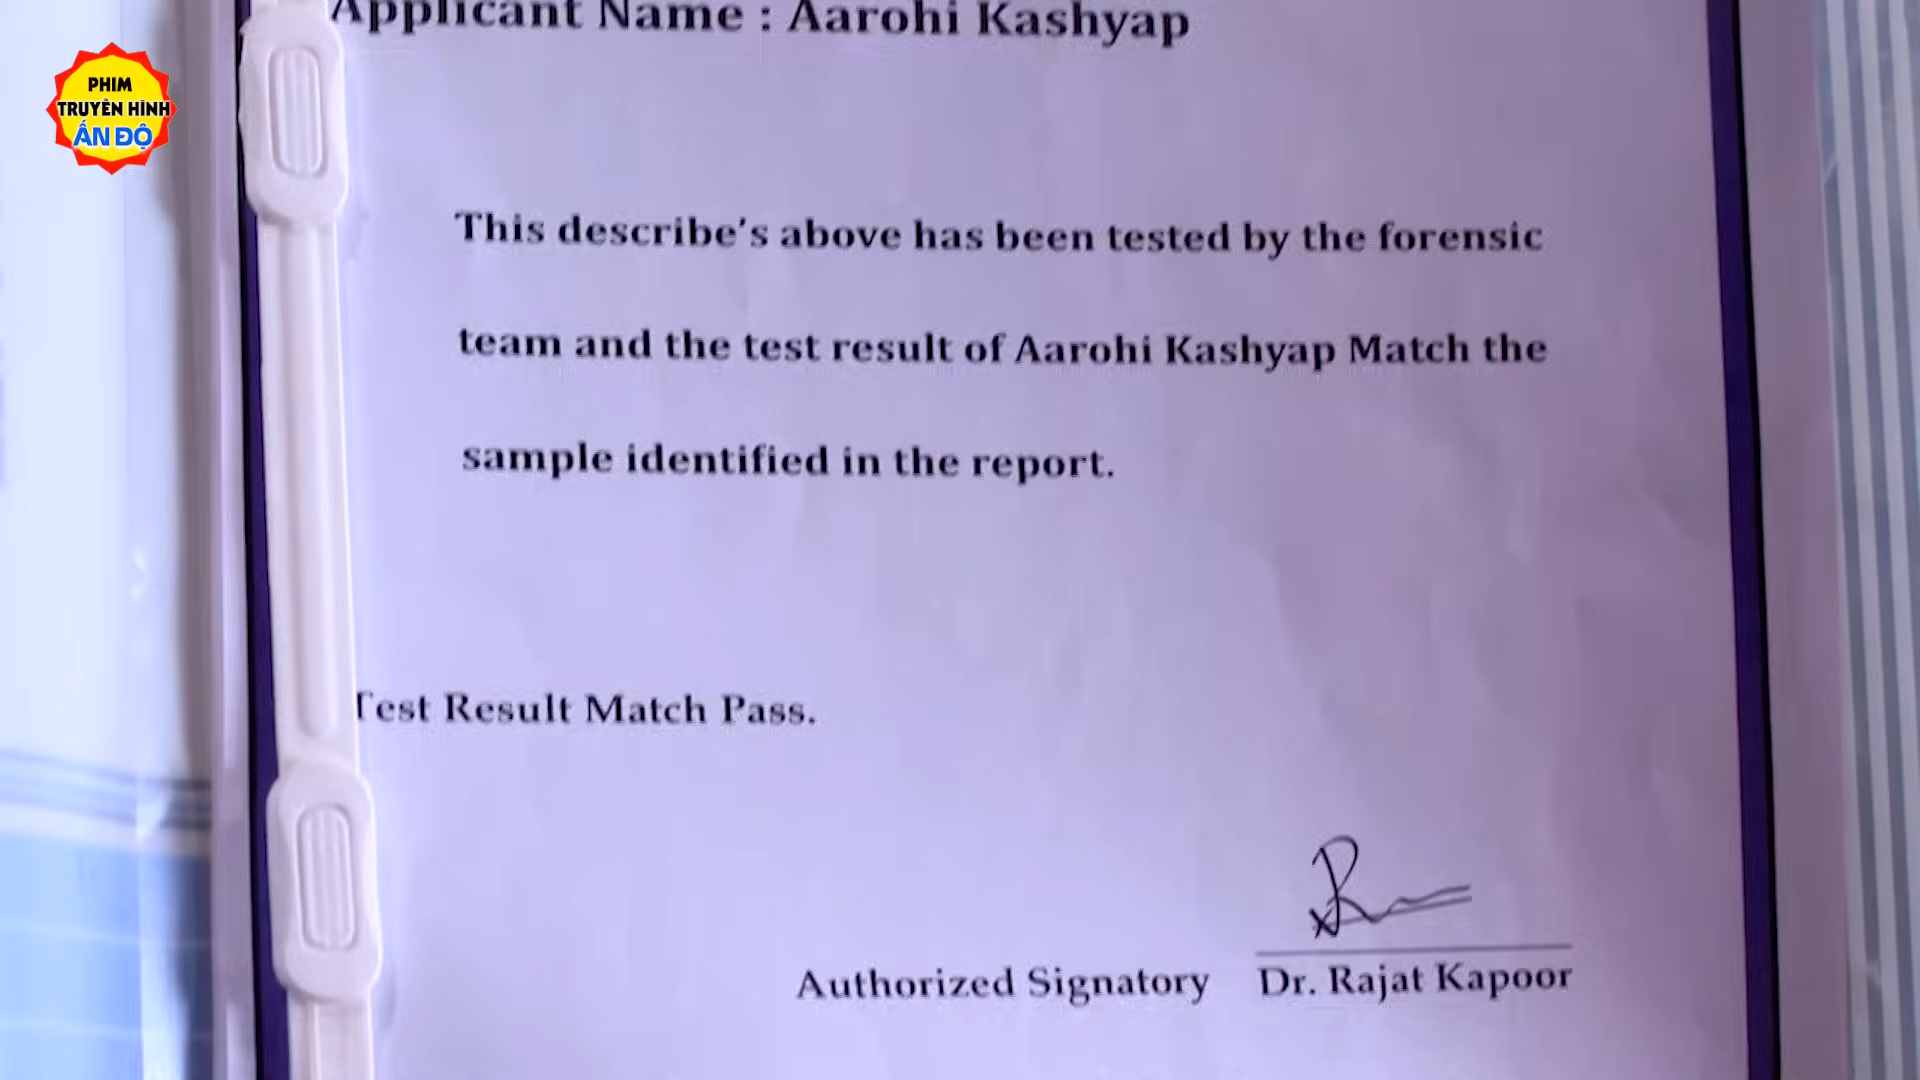 PHIM
TRUYỀN HÌNH
ẤN ĐỘ
Applicant Name : Aarohi Kashyap
This describe's above has been tested by the forensic
team and the test result of Aarohi Kashyap Match the
sample identified in the report.
Test Result Match Pass.
Authorized Signatory Dr. Rajat Kapoor